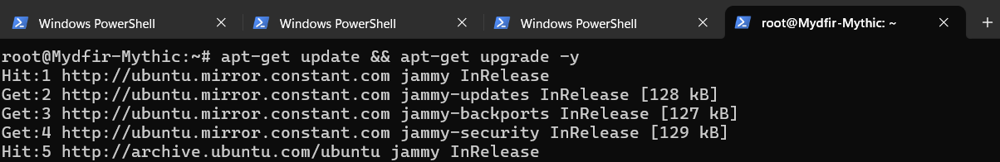 Windows PowerShell
Windows PowerShell
Windows PowerShell
root@Mydfir-Mythic: ~
root@Mydfir-Mythic:~# apt-get update && apt-get upgrade -y
Hit:1 http://ubuntu.mirror.constant.com jammy InRelease
Get:2 http://ubuntu.mirror.constant.com jammy-updates InRelease [128 kB]
Get:3 http://ubuntu.mirror.constant.com jammy-backports InRelease [127 kB]
Get:4 http://ubuntu.mirror.constant.com jammy-security InRelease [129 kB]
Hit:5 http://archive.ubuntu.com/ubuntu jammy InRelease